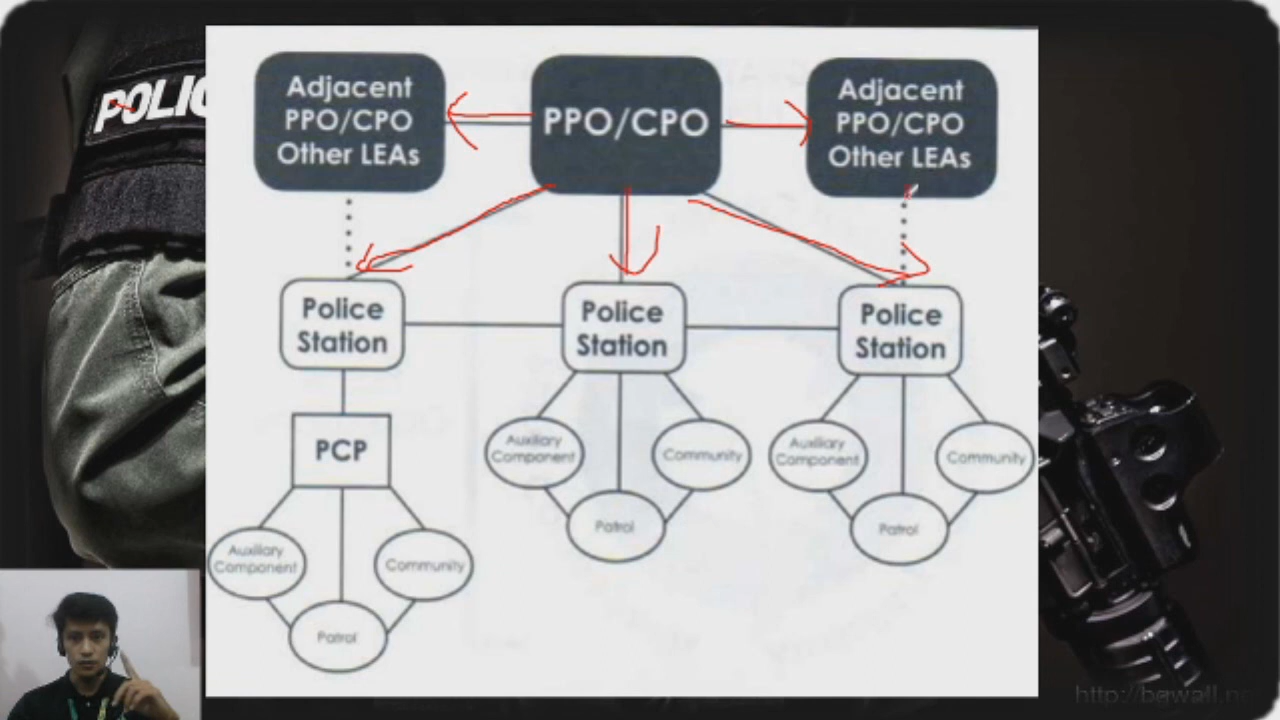 POLIC
Adjacent
PPO/CPO
Other LEAs
PPO/CPO
Adjacent
PPO/CPO
Other LEAs
Police
Station
Police
Station
Police
Station
PCP
Auxiliary
Component
Community
Patrol
Auxiliary
Component
Community
Patrol
Auxiliary
Component
Community
Patrol